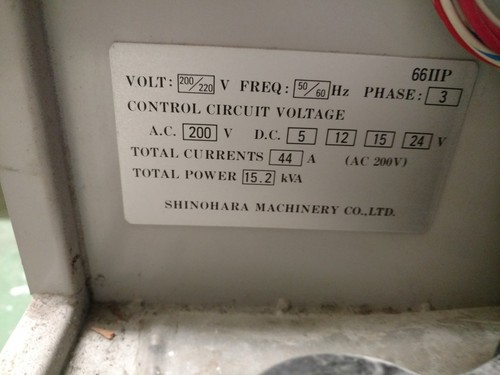 66IIP
VOLT: 200/220 V FREQ: 50/60 Hz PHASE: 3
CONTROL CIRCUIT VOLTAGE
A.C. 200 V D.C. 5 12 15 24 V
TOTAL CURRENTS 44 A (AC 200V)
TOTAL POWER 15.2 kVA
SHINOHARA MACHINERY CO.,LTD.